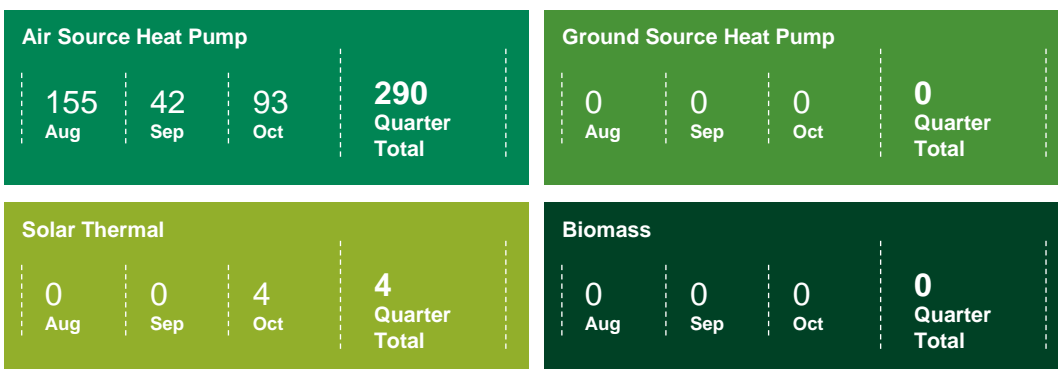 Air Source Heat Pump
155 42 93 290
Aug Sep Oct Quarter
Total
Ground Source Heat Pump
0 0 0 0
Aug Sep Oct Quarter
Total
Solar Thermal
0 0 4 4
Aug Sep Oct Quarter
Total
Biomass
0 0 0 0
Aug Sep Oct Quarter
Total